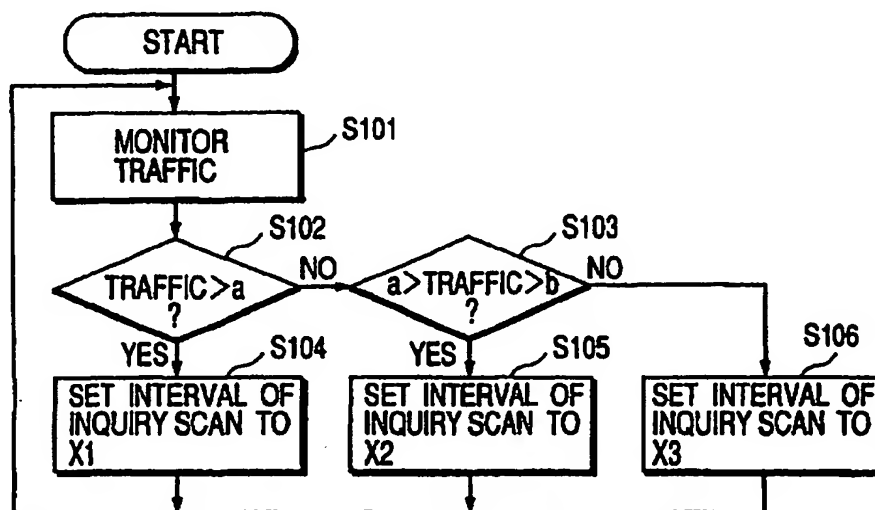 START
MONITOR
TRAFFIC
S101
S102
TRAFFIC>a
?
NO
YES
S103
a>TRAFFIC>b
?
NO
YES
S104
SET INTERVAL OF
INQUIRY SCAN TO
X1
S105
SET INTERVAL OF
INQUIRY SCAN TO
X2
S106
SET INTERVAL OF
INQUIRY SCAN TO
X3